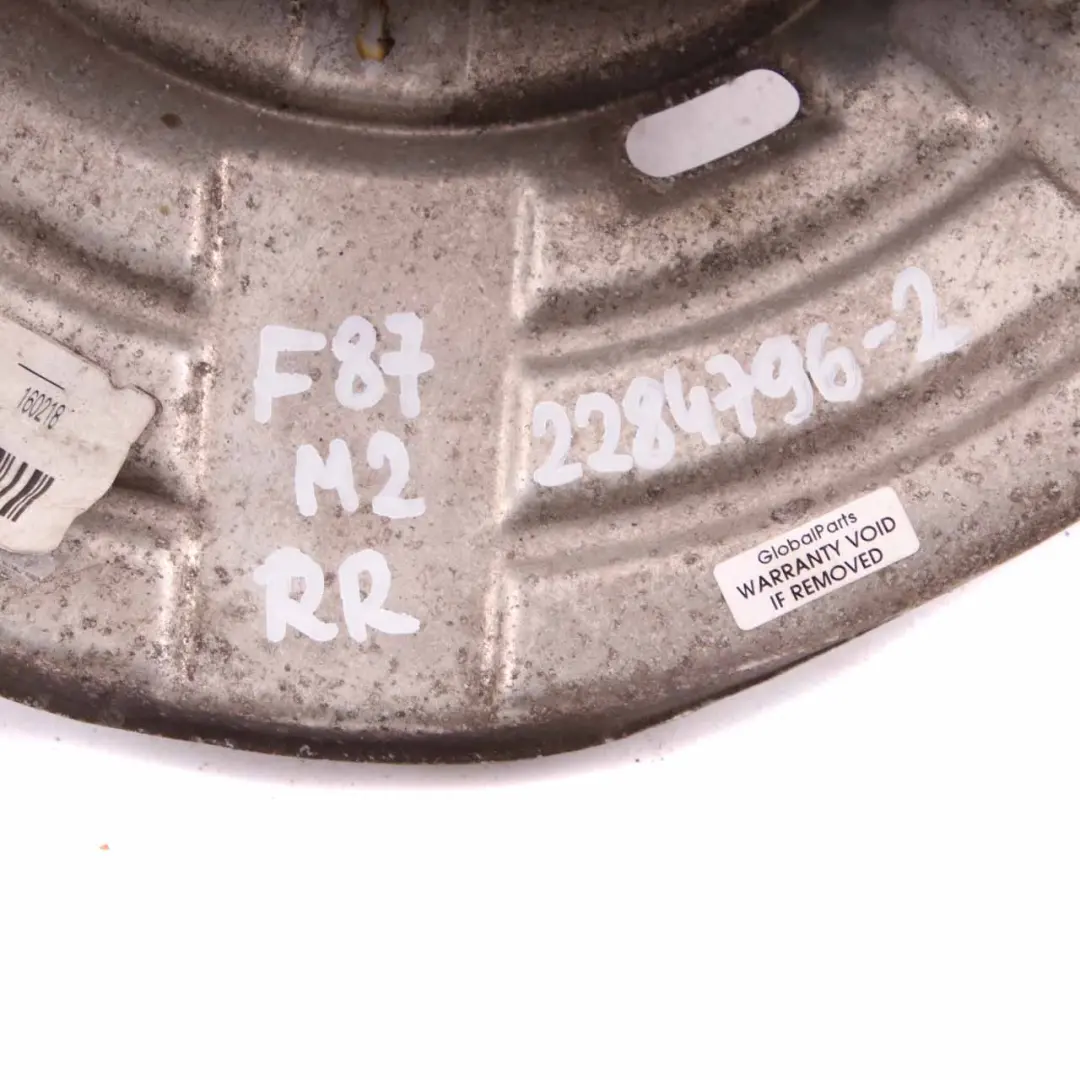 160218
F87
M2
RR
2284796-2
GlobalParts
WARRANTY VOID
IF REMOVED